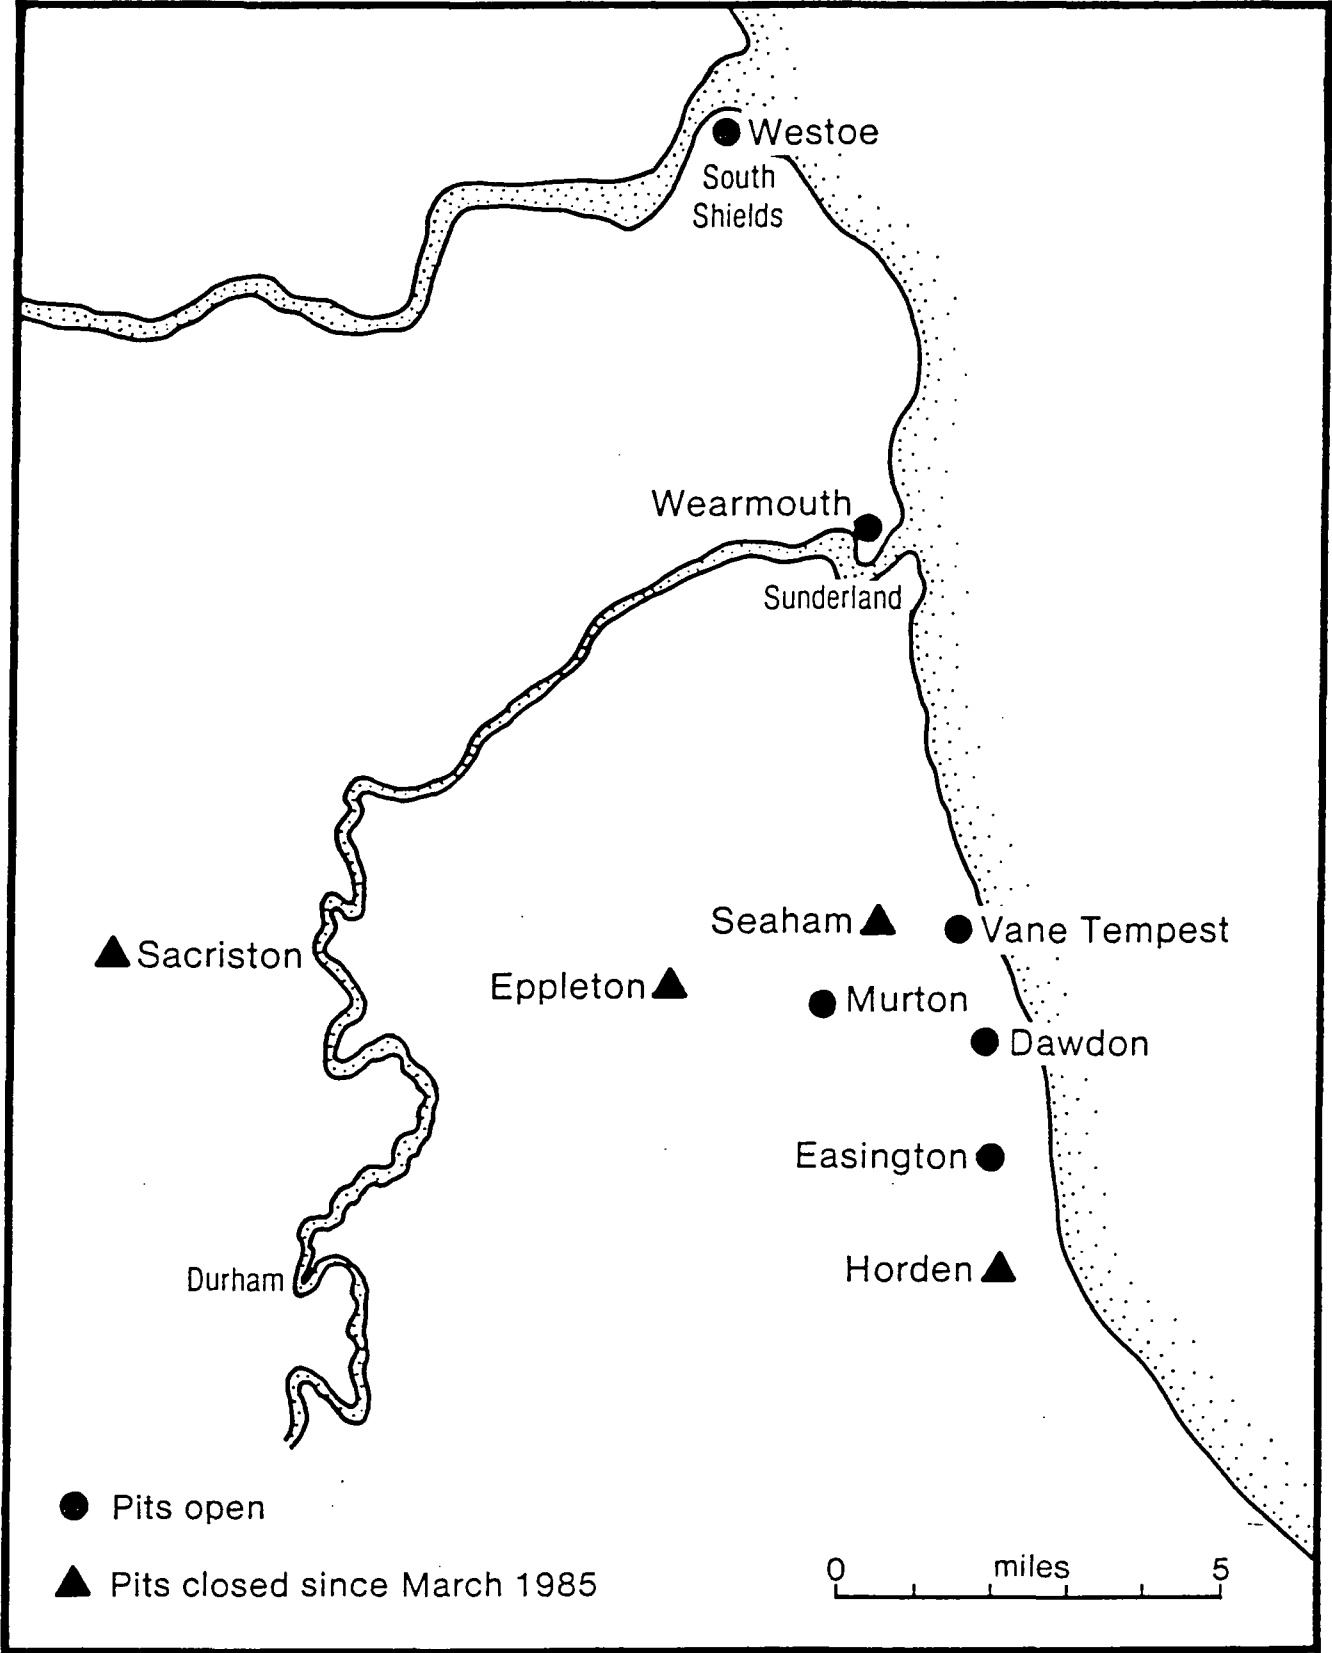 Westoe
South
Shields
Wearmouth
Sunderland
Seaham
Vane Tempest
Sacriston
Eppleton
Murton
Dawdon
Easington
Horden
Durham
Pits open
Pits closed since March 1985
0 miles 5